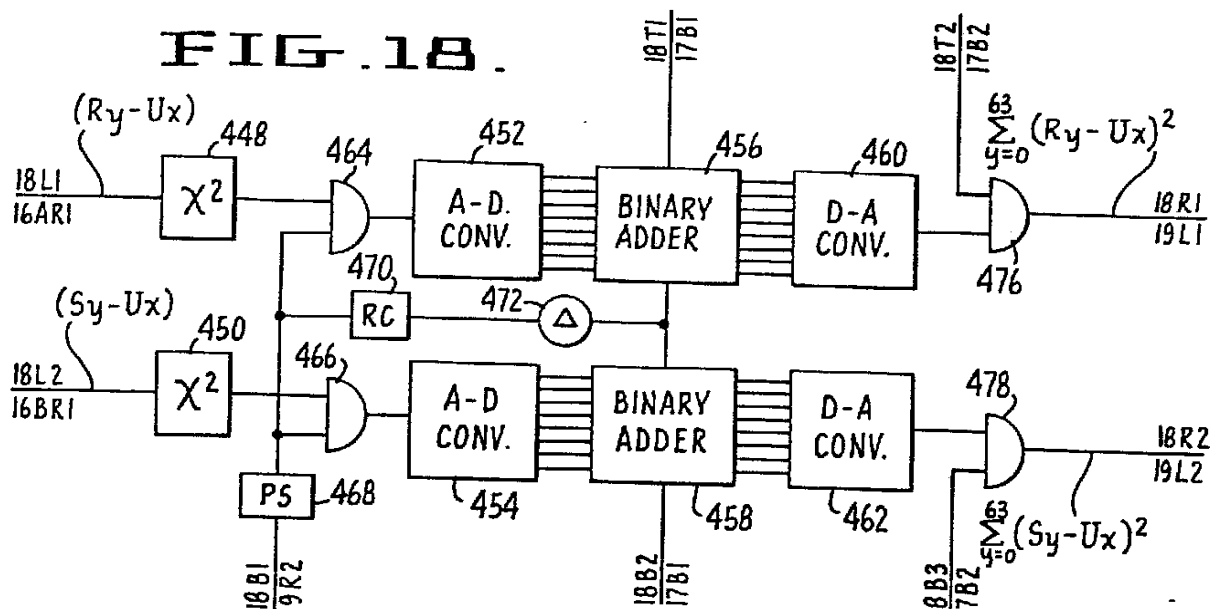 FIG. 18.
18T1
17B1
18T2
17B2
(Ry-Ux)
448
464
452
456
460
63
Σ (Ry-Ux)²
y=0
18L1
16AR1
X²
A-D.
CONV.
BINARY
ADDER
D-A
CONV.
18R1
19L1
476
470
RC
472
Δ
(Sy-Ux)
450
466
18L2
16BR1
X²
A-D
CONV.
BINARY
ADDER
D-A
CONV.
478
18R2
19L2
PS
468
454
458
462
63
Σ (Sy-Ux)²
y=0
18B1
9R2
18B2
17B1
18B3
17B2